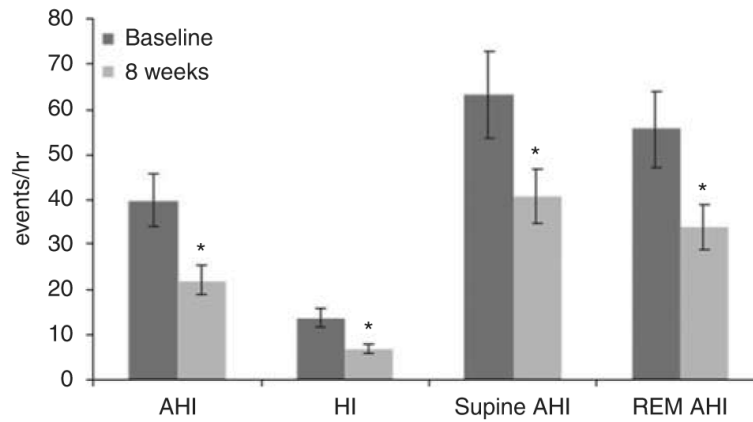 80
70
60
50
40
30
20
10
0
events/hr
Baseline
8 weeks
*
*
*
*
AHI
HI
Supine AHI
REM AHI